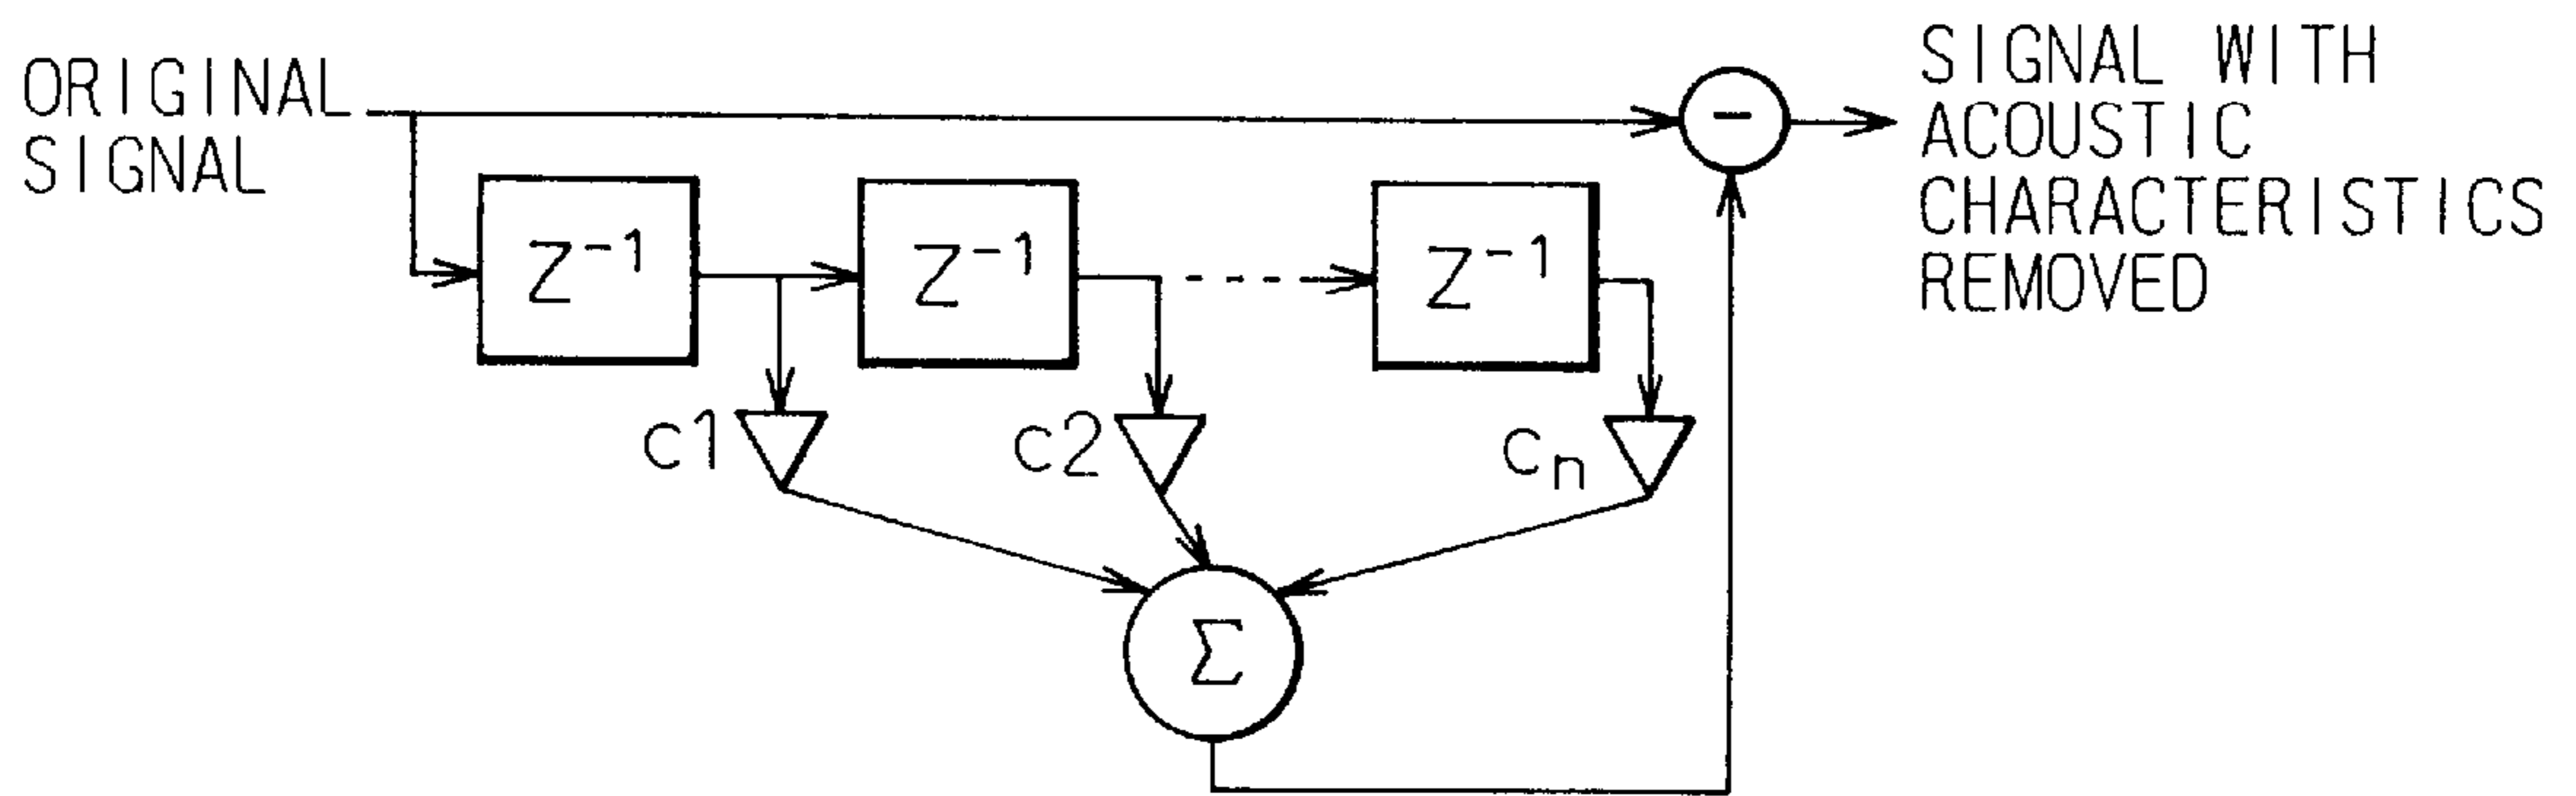 ORIGINAL
SIGNAL
SIGNAL WITH
ACOUSTIC
CHARACTERISTICS
REMOVED
-
Z⁻¹
Z⁻¹
Z⁻¹
c1
c2
cₙ
Σ